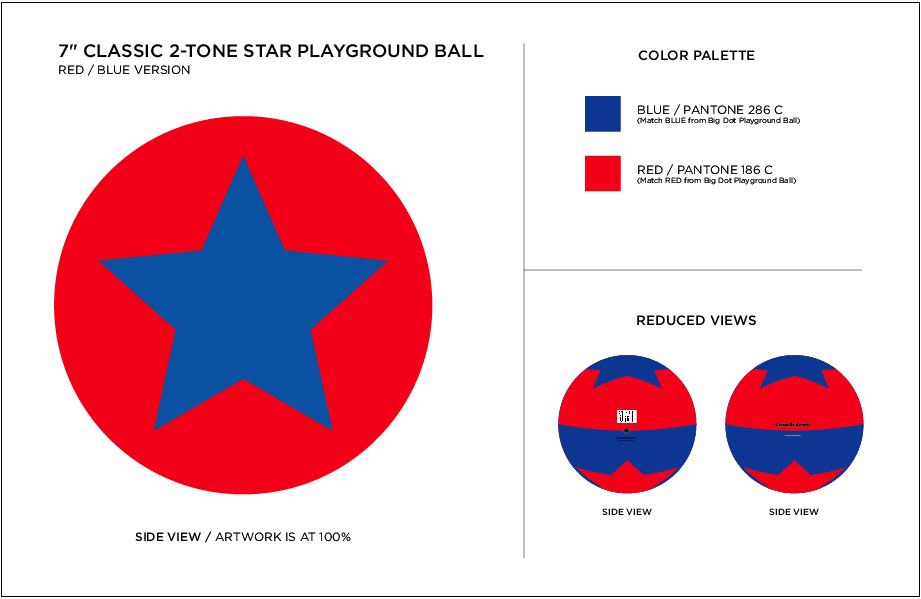 7" CLASSIC 2-TONE STAR PLAYGROUND BALL
RED / BLUE VERSION
SIDE VIEW / ARTWORK IS AT 100%
COLOR PALETTE
BLUE / PANTONE 286 C
(Match BLUE from Big Dot Playground Ball)
RED / PANTONE 186 C
(Match RED from Big Dot Playground Ball)
REDUCED VIEWS
SIDE VIEW
SIDE VIEW